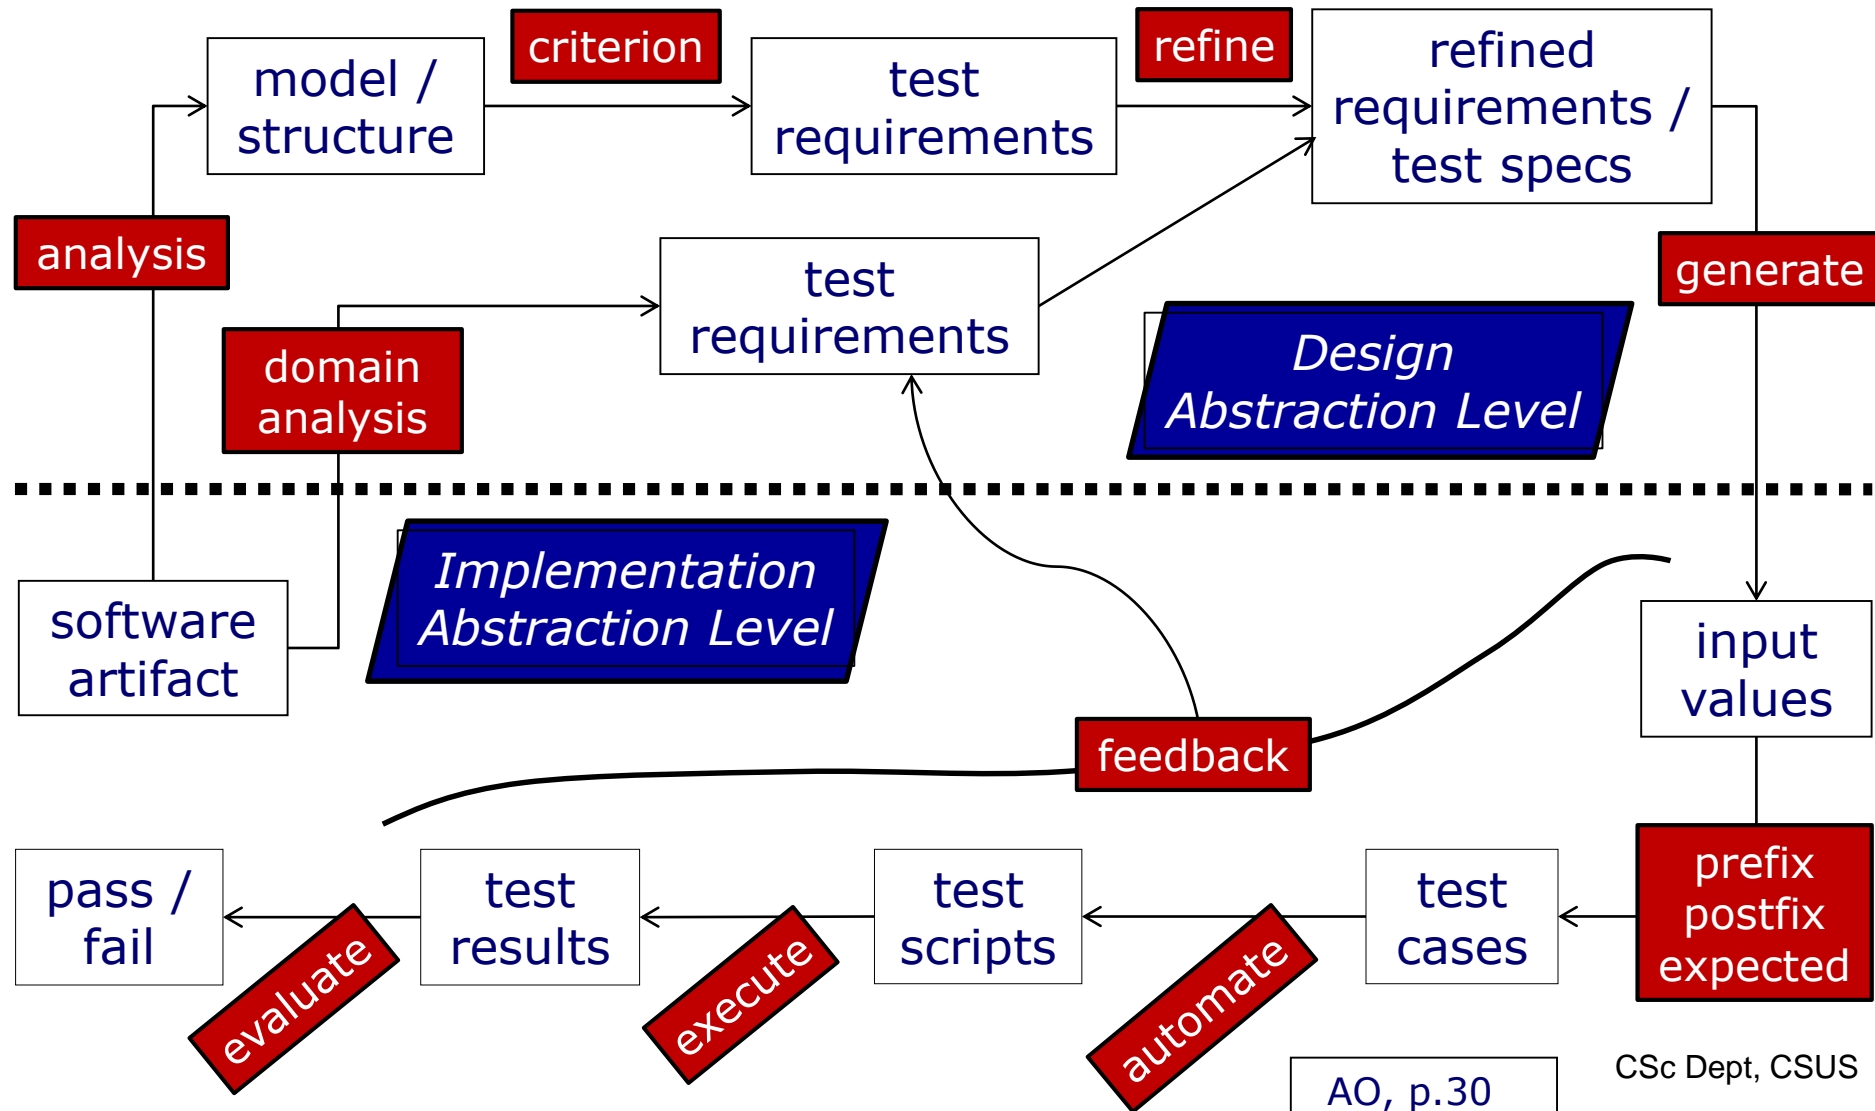 criterion
refine
model /
structure
test
requirements
refined
requirements /
test specs
analysis
generate
test
requirements
domain
analysis
Design
Abstraction Level
Implementation
Abstraction Level
software
artifact
input
values
feedback
pass /
fail
test
results
test
scripts
test
cases
prefix
postfix
expected
evaluate
execute
automate
AO, p.30
CSc Dept, CSUS